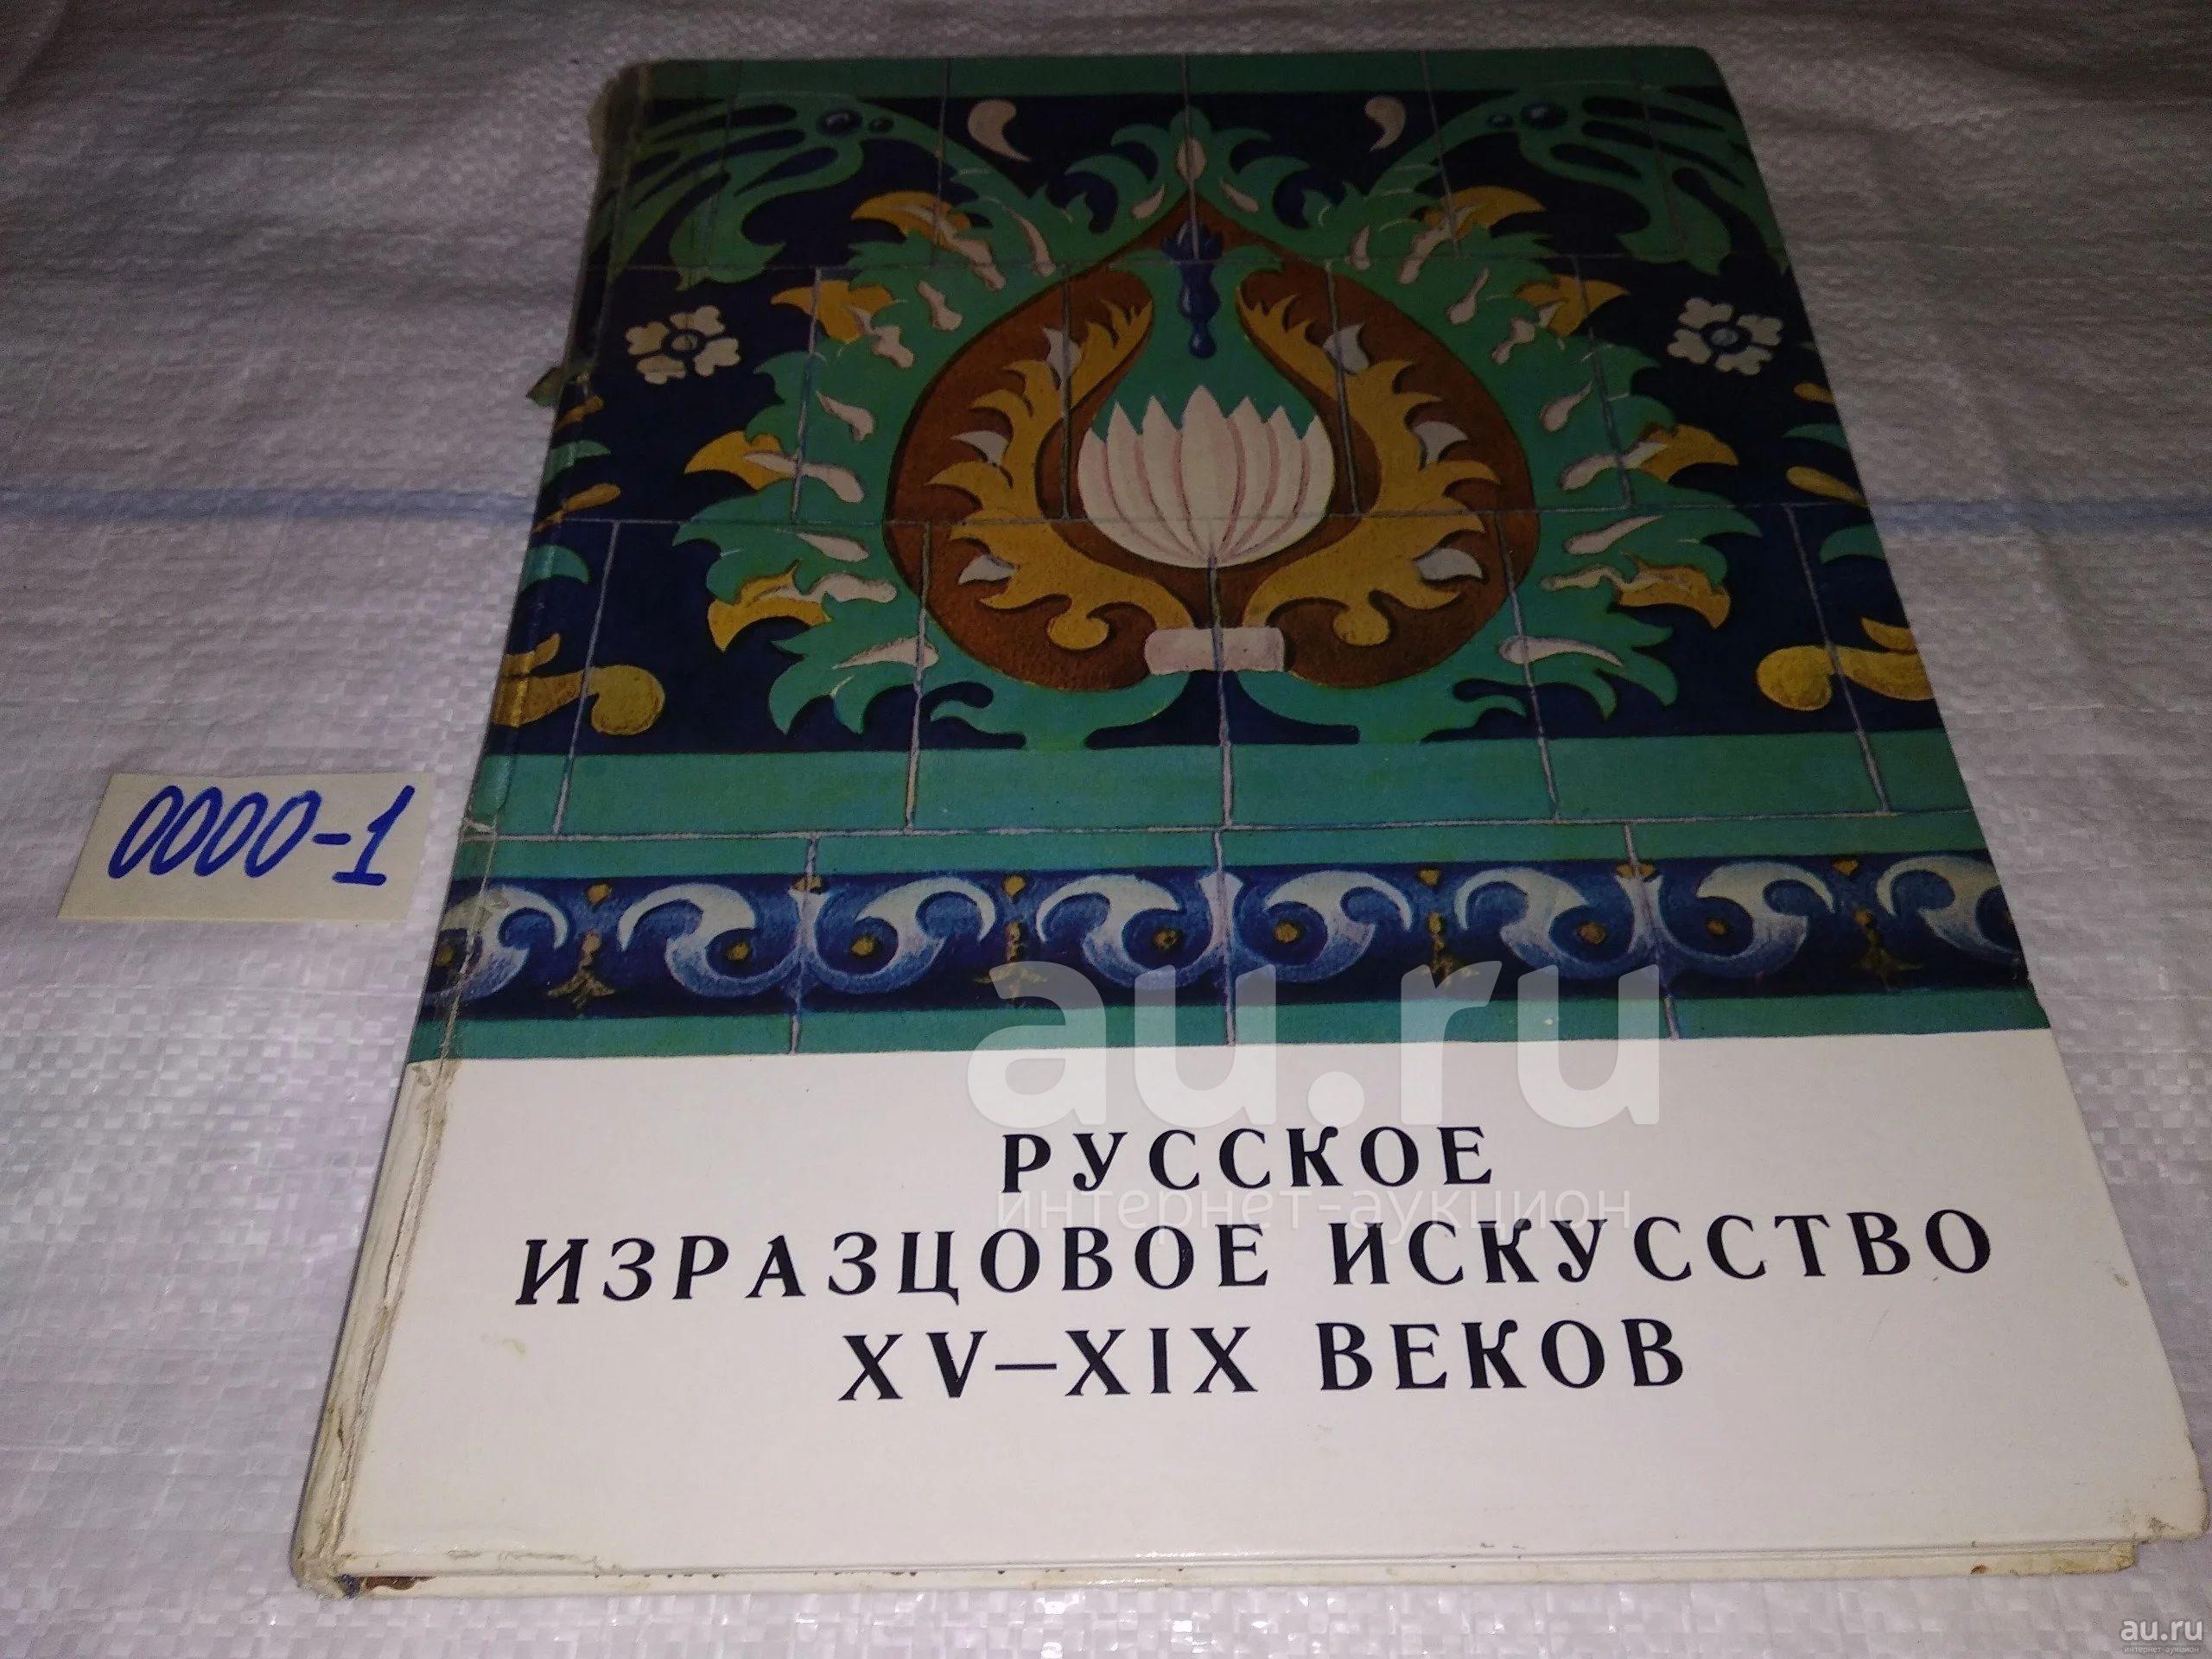 0000-1
au.ru
РУССКОЕ
интернет-аукцион
ИЗРАЗЦОВОЕ ИСКУССТВО
XV—XIX ВЕКОВ
au.ru
интернет-аукцион